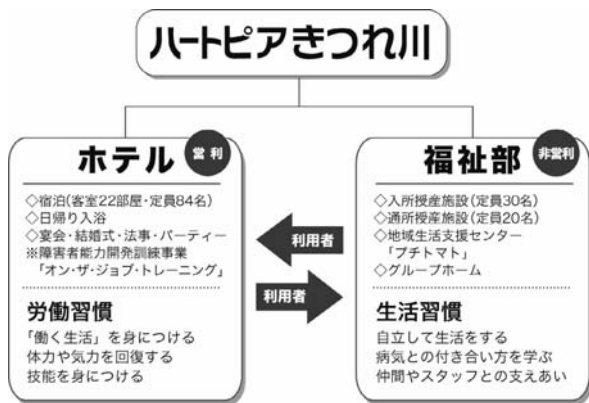 ハートピアきつれ川
ホテル
営利
◇宿泊(客室22部屋・定員84名)
◇日帰り入浴
◇宴会・結婚式・法事・パーティー
※障害者能力開発訓練事業
「オン・ザ・ジョブ・トレーニング」
労働習慣
「働く生活」を身につける
体力や気力を回復する
技能を身につける
利用者
利用者
福祉部
非営利
◇入所授産施設(定員30名)
◇通所授産施設(定員20名)
◇地域生活支援センター
「プチトマト」
◇グループホーム
生活習慣
自立して生活をする
病気との付き合い方を学ぶ
仲間やスタッフとの支えあい